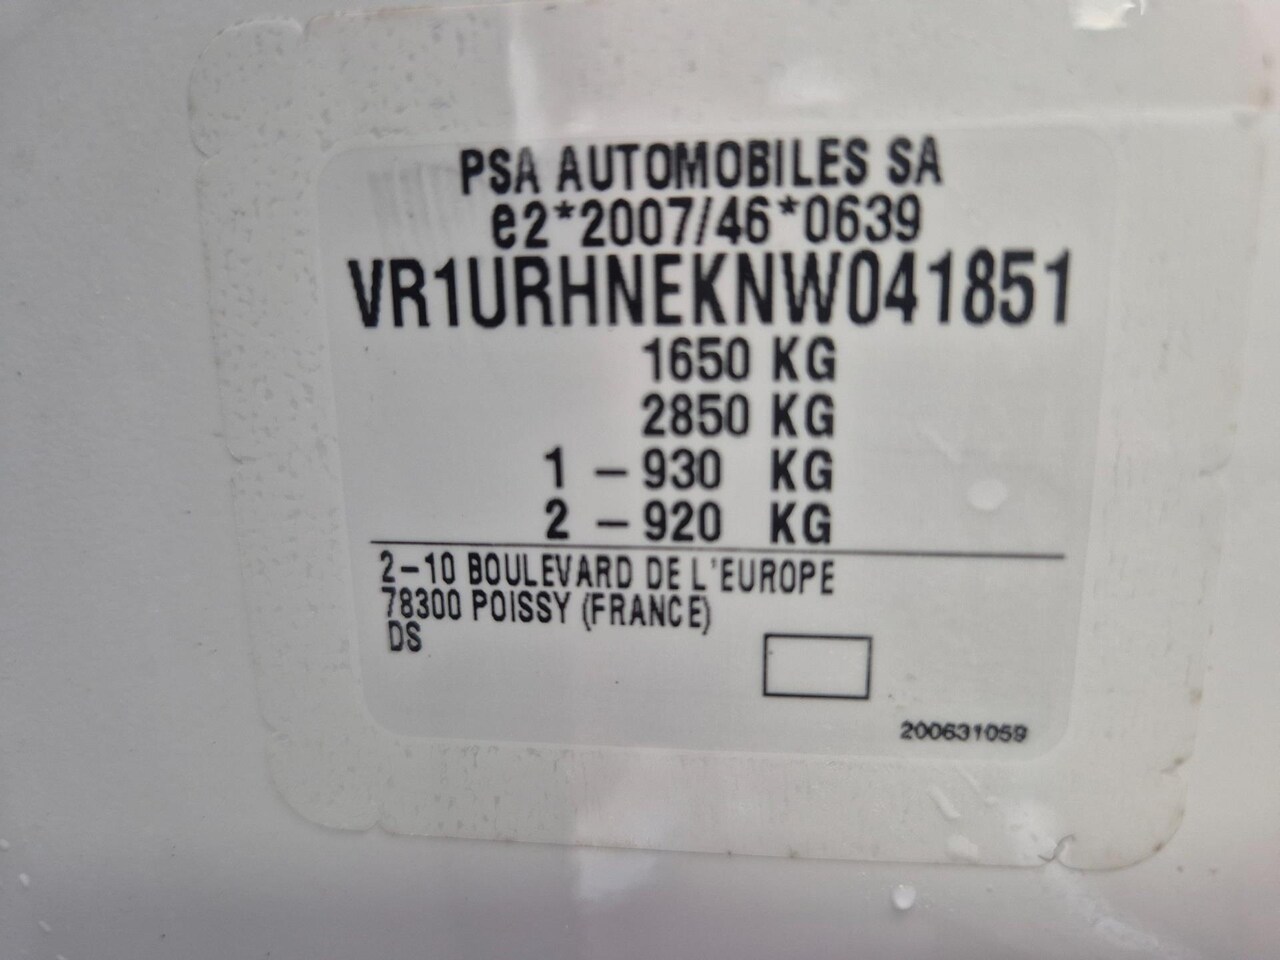 PSA AUTOMOBILES SA
e2*2007/46*0639
VR1URHNEKNW041851
1650 KG
2850 KG
1 – 930 KG
2 – 920 KG
2–10 BOULEVARD DE L'EUROPE
78300 POISSY (FRANCE)
DS
200631059